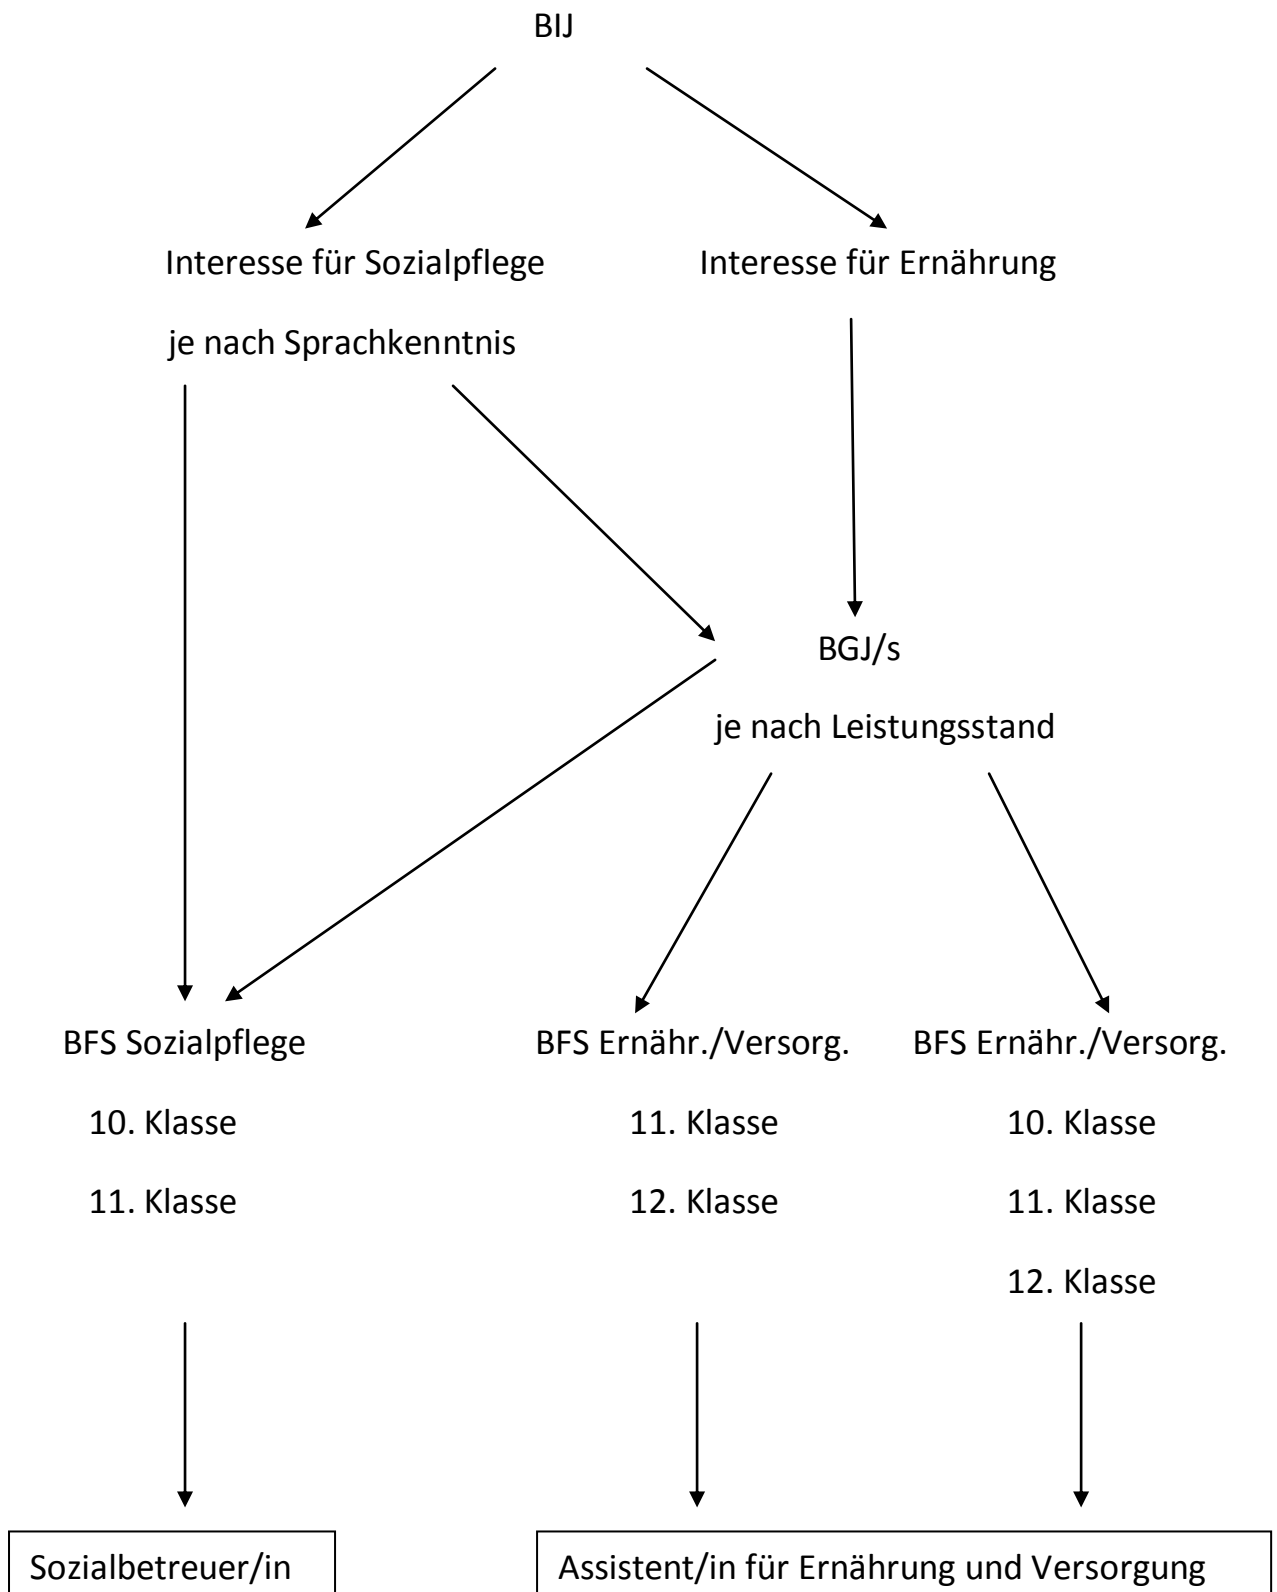 BIJ
Interesse für Sozialpflege
Interesse für Ernährung
je nach Sprachkenntnis
BGJ/s
je nach Leistungsstand
BFS Sozialpflege
BFS Ernähr./Versorg.
BFS Ernähr./Versorg.
10. Klasse
11. Klasse
10. Klasse
11. Klasse
12. Klasse
11. Klasse
12. Klasse
Sozialbetreuer/in
Assistent/in für Ernährung und Versorgung